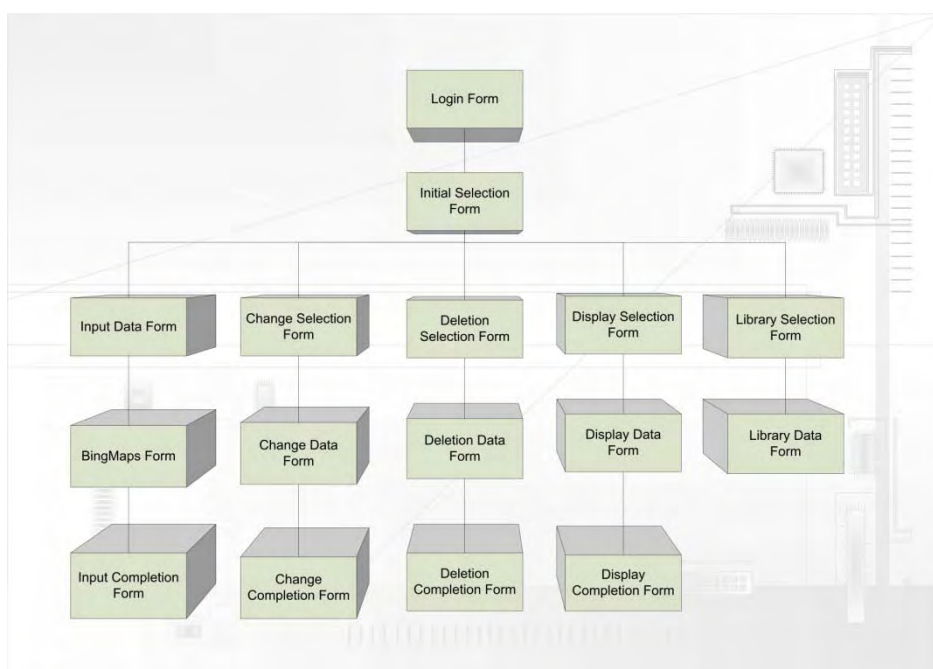 Login Form
Initial Selection
Form
Input Data Form
Change Selection
Form
Deletion
Selection Form
Display Selection
Form
Library Selection
Form
BingMaps Form
Change Data
Form
Deletion Data
Form
Display Data
Form
Library Data
Form
Input Completion
Form
Change
Completion Form
Deletion
Completion Form
Display
Completion Form